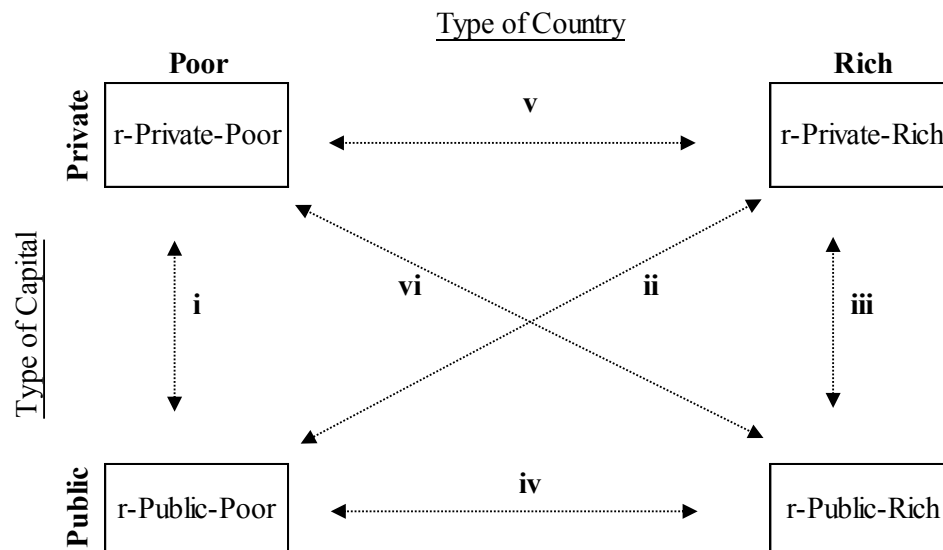 Type of Country
Poor
Rich
Private
r-Private-Poor
v
r-Private-Rich
Type of Capital
i
vi
ii
iii
Public
r-Public-Poor
iv
r-Public-Rich